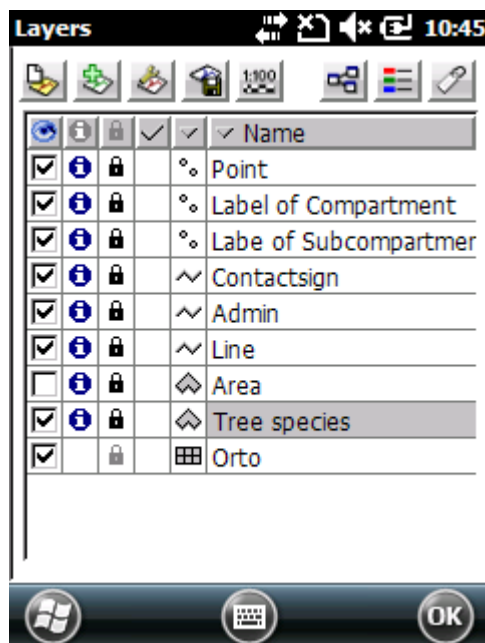 Layers 10:45
1:100
Name
Point
Label of Compartment
Labe of Subcompartmer
Contactsign
Admin
Line
Area
Tree species
Orto
OK